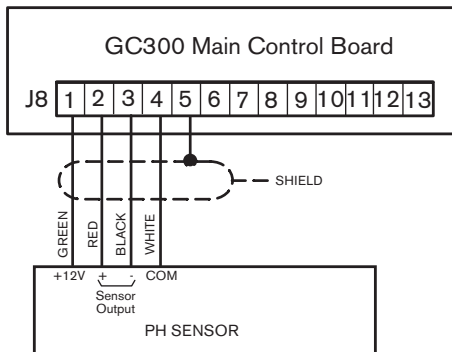 GC300 Main Control Board
J8 1 2 3 4 5 6 7 8 9 10 11 12 13
SHIELD
GREEN
RED
BLACK
WHITE
+12V + - COM
Sensor
Output
PH SENSOR